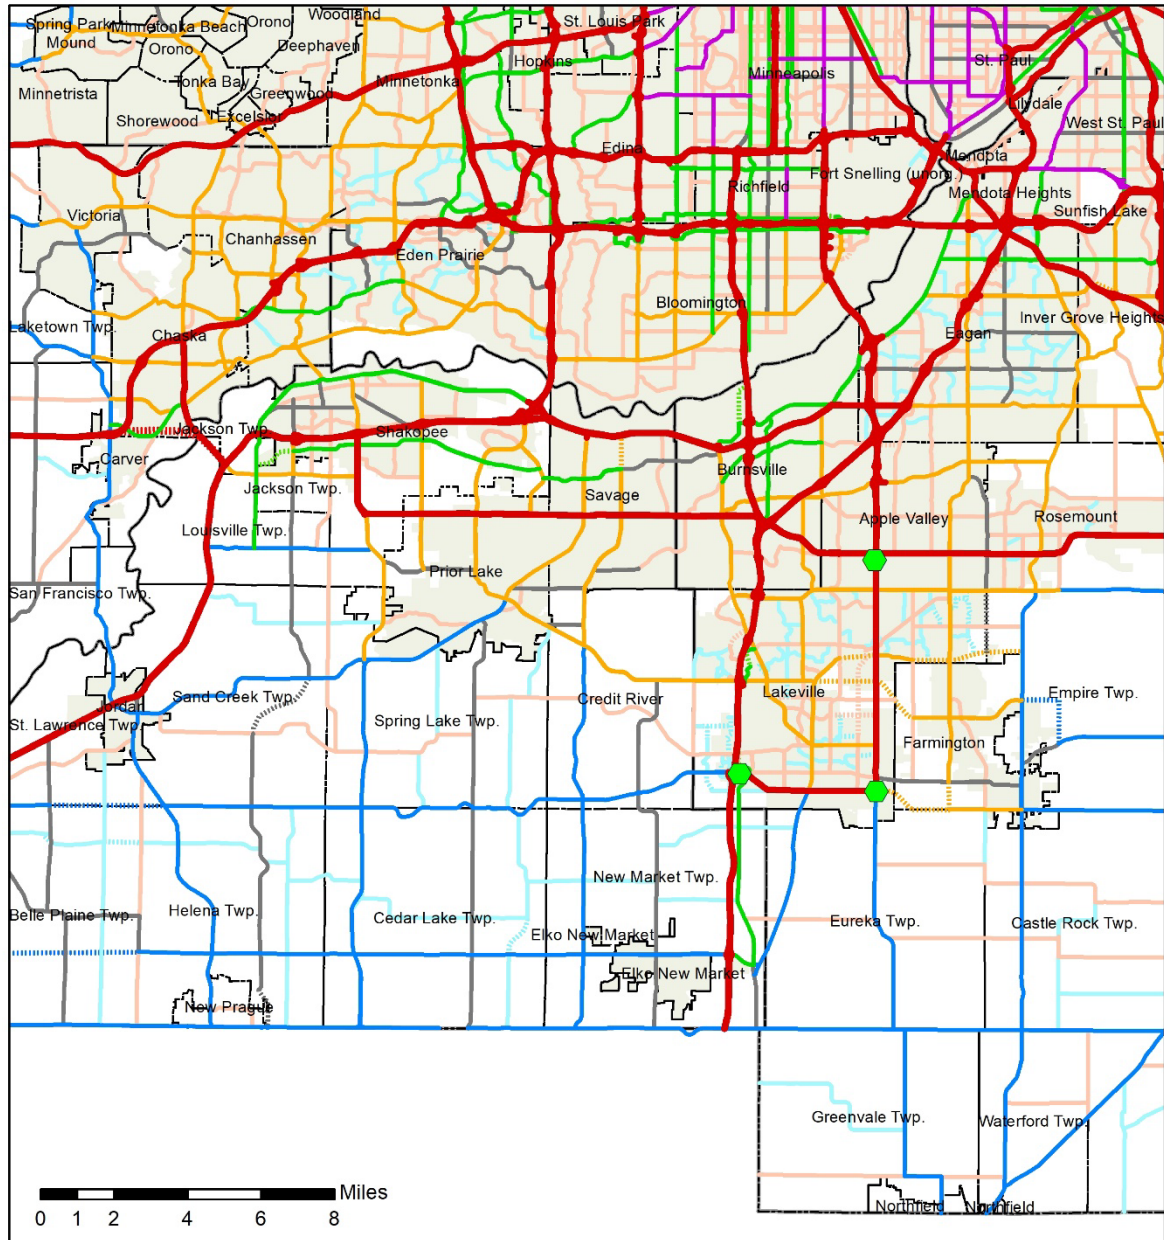 Woodland
Spring Park
Minnetonka Beach
Orono
St. Louis Park
Mound
Orono
Deephaven
Hopkins
St. Paul
Tonka Bay
Minnetonka
Minneapolis
Minnetrista
Greenwood
Lilydale
Shorewood
Excelsior
West St. Paul
Edina
Mendota
Fort Snelling (unorg.)
Richfield
Mendota Heights
Victoria
Sunfish Lake
Chanhassen
Eden Prairie
Bloomington
Inver Grove Heights
Laketown Twp.
Chaska
Eagan
Jackson Twp.
Shakopee
Carver
Burnsville
Jackson Twp.
Savage
Louisville Twp.
Apple Valley
Rosemount
Prior Lake
San Francisco Twp.
Sand Creek Twp.
Credit River
Lakeville
Empire Twp.
Jordan
St. Lawrence Twp.
Spring Lake Twp.
Farmington
New Market Twp.
Belle Plaine Twp.
Helena Twp.
Cedar Lake Twp.
Eureka Twp.
Castle Rock Twp.
Elko New Market
Elko New Market
New Prague
Greenvale Twp.
Waterford Twp.
Miles
Northfield
Northfield
0 1 2 4 6 8